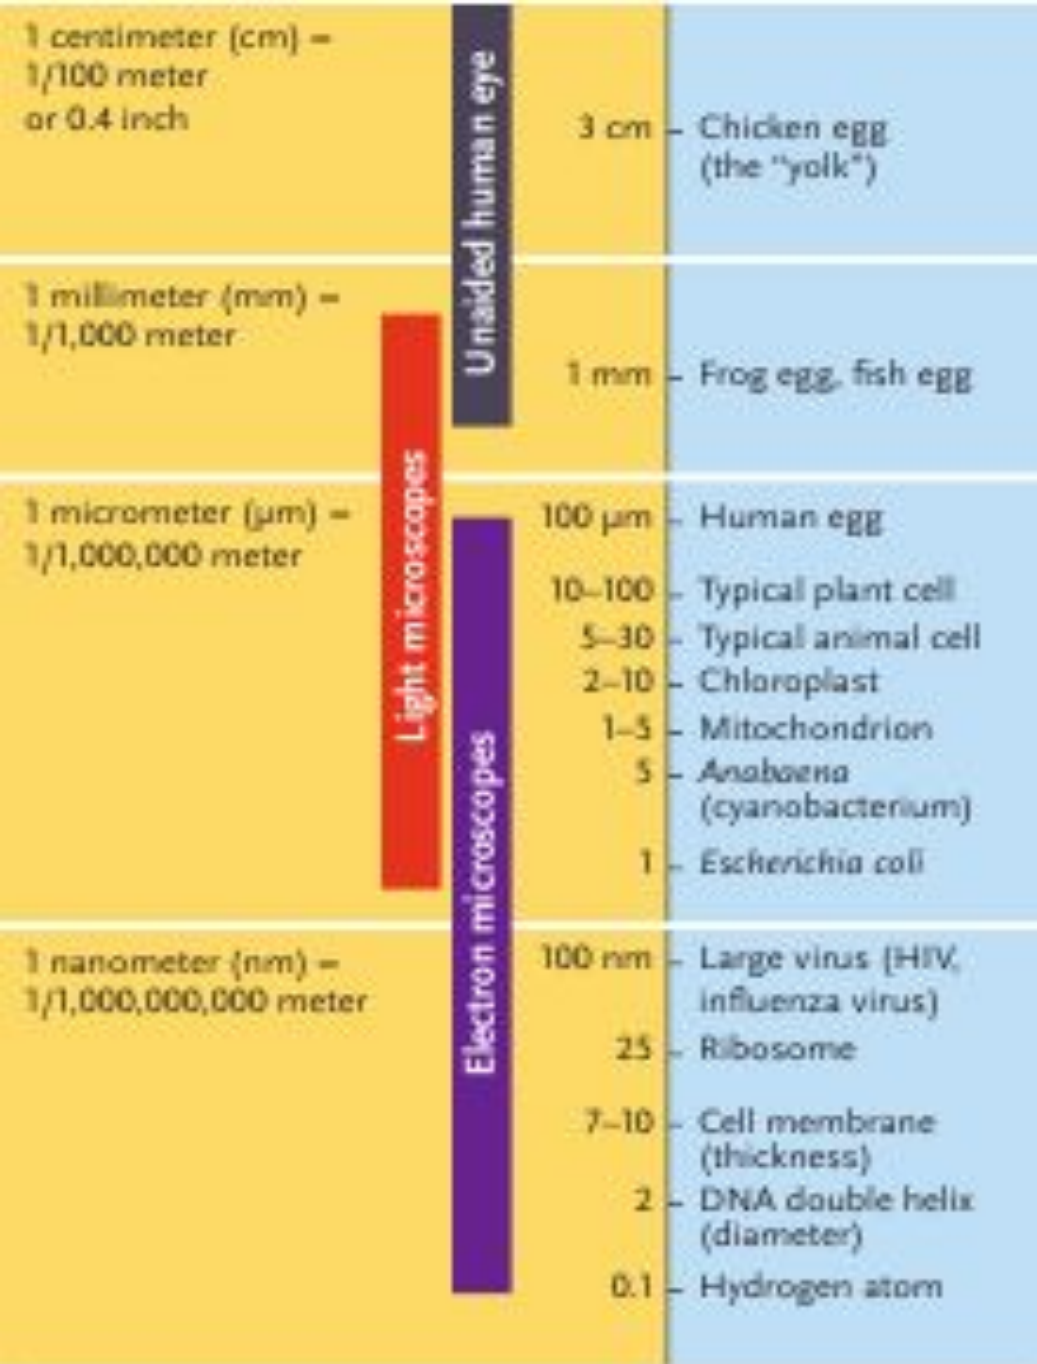 1 centimeter (cm) =
1/100 meter
or 0.4 inch
Unaided human eye
3 cm
Chicken egg
(the "yolk")
1 millimeter (mm) =
1/1,000 meter
1 mm
Frog egg, fish egg
Light microscopes
1 micrometer (µm) =
1/1,000,000 meter
100 µm
Human egg
10–100
Typical plant cell
5–30
Typical animal cell
2–10
Chloroplast
1–5
Mitochondrion
5
Anabaena
(cyanobacterium)
1
Escherichia coli
Electron microscopes
1 nanometer (nm) =
1/1,000,000,000 meter
100 nm
Large virus (HIV,
influenza virus)
25
Ribosome
7–10
Cell membrane
(thickness)
2
DNA double helix
(diameter)
0.1
Hydrogen atom